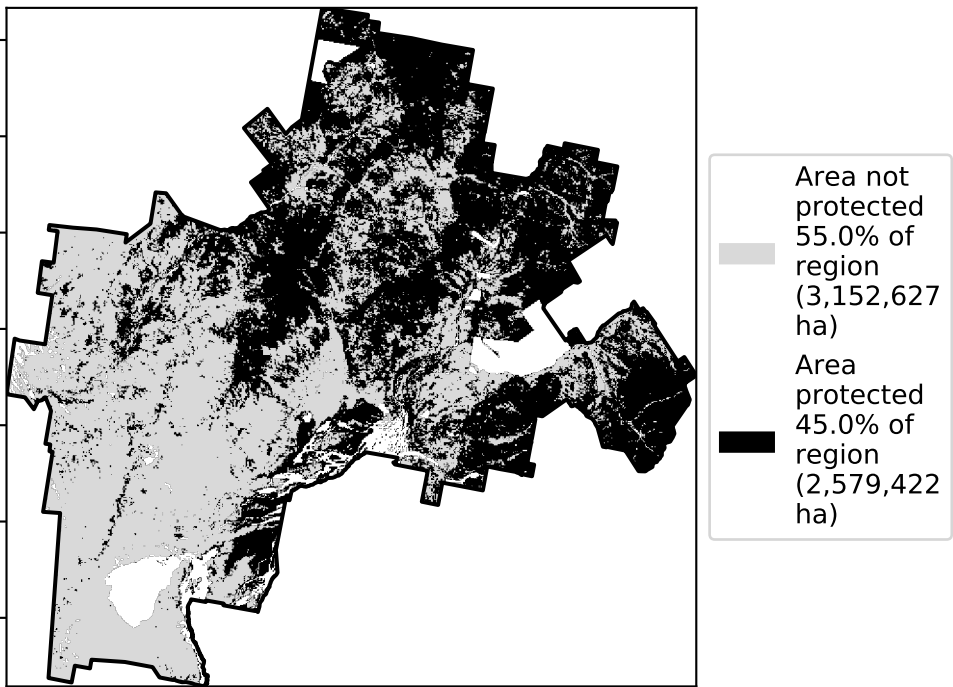 Area not
protected
55.0% of
region
(3,152,627
ha)
Area
protected
45.0% of
region
(2,579,422
ha)